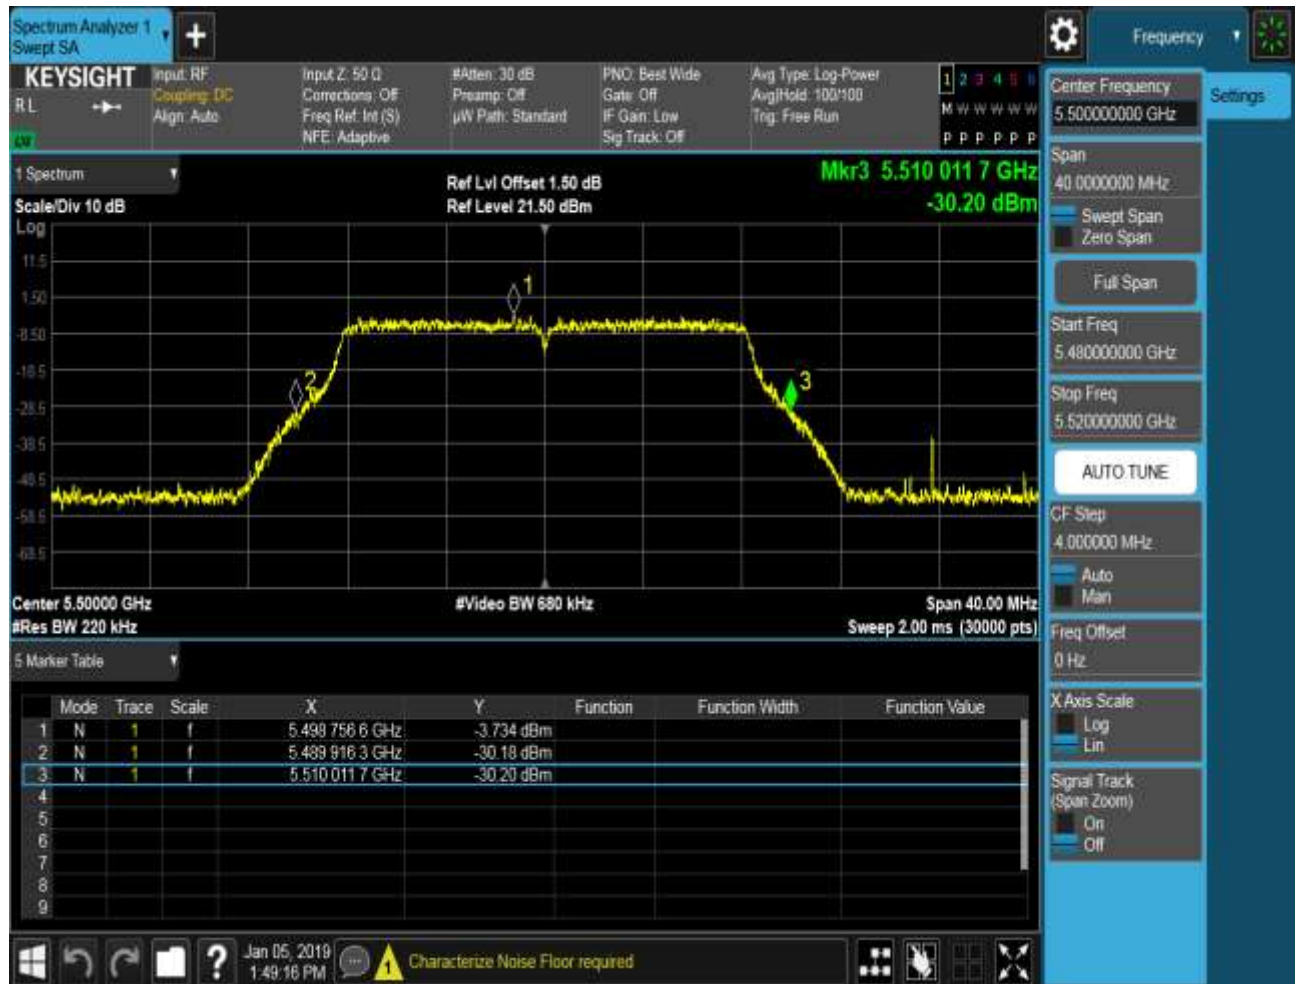 Spectrum Analyzer 1
Swept SA
Frequency
KEYSIGHT
R L
Input: RF
Coupling: DC
Align: Auto
Input Z: 50 Ω
Corrections: Off
Freq Ref: Int (S)
NFE: Adaptive
#Atten: 30 dB
Preamp: Off
µW Path: Standard
PNO: Best Wide
Gate: Off
IF Gain: Low
Sig Track: Off
Avg Type: Log-Power
Avg|Hold: 100/100
Trig: Free Run
1 2 3 4 5 6
M W W W W W
P P P P P P
1 Spectrum
Scale/Div 10 dB
Ref Lvl Offset 1.50 dB
Ref Level 21.50 dBm
Mkr3 5.510 011 7 GHz
-30.20 dBm
Log
11.5
1.50
-8.50
-18.5
-28.5
-38.5
-48.5
-58.5
-68.5
1
2
3
Center 5.50000 GHz
#Res BW 220 kHz
#Video BW 680 kHz
Span 40.00 MHz
Sweep 2.00 ms (30000 pts)
5 Marker Table
Mode Trace Scale X Y Function Function Width Function Value
1 N 1 f 5.498 756 6 GHz -3.734 dBm
2 N 1 f 5.489 916 3 GHz -30.18 dBm
3 N 1 f 5.510 011 7 GHz -30.20 dBm
4
5
6
7
8
9
?
Jan 05, 2019
1:49:16 PM
1
Characterize Noise Floor required
Settings
Center Frequency
5.500000000 GHz
Span
40.0000000 MHz
Swept Span
Zero Span
Full Span
Start Freq
5.480000000 GHz
Stop Freq
5.520000000 GHz
AUTO TUNE
CF Step
4.000000 MHz
Auto
Man
Freq Offset
0 Hz
X Axis Scale
Log
Lin
Signal Track
(Span Zoom)
On
Off